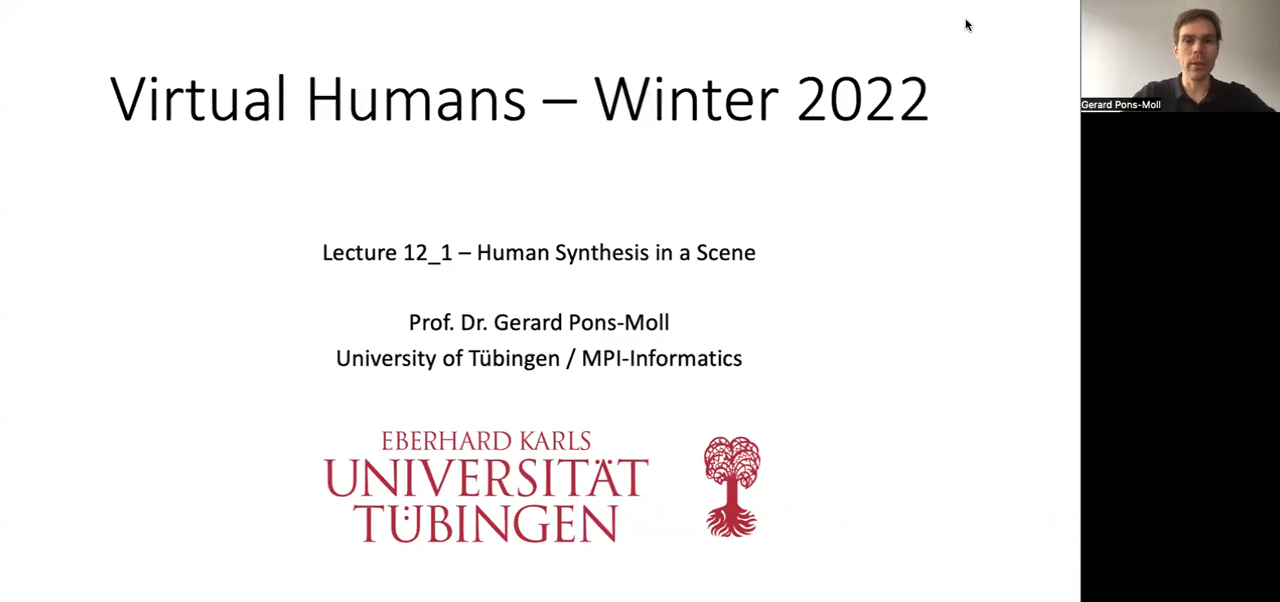 Virtual Humans – Winter 2022
Gerard Pons-Moll
Lecture 12_1 – Human Synthesis in a Scene
Prof. Dr. Gerard Pons-Moll
University of Tübingen / MPI-Informatics
EBERHARD KARLS
UNIVERSITÄT
TÜBINGEN